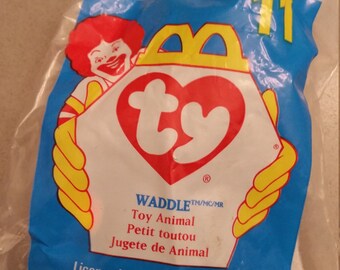 11
ty
®
WADDLE™/MC/MR
Toy Animal
Petit toutou
Jugete de Animal